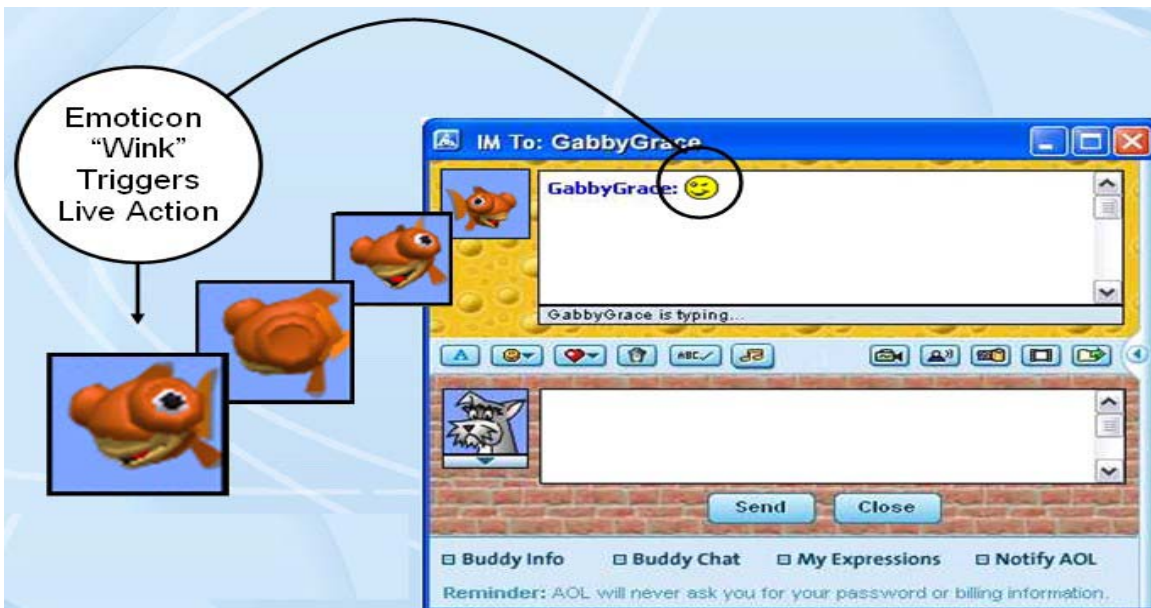 Emoticon
“Wink”
Triggers
Live Action
IM To: GabbyGrace
GabbyGrace:
GabbyGrace is typing...
A
ABC
Send Close
Buddy Info Buddy Chat My Expressions Notify AOL
Reminder: AOL will never ask you for your password or billing information.